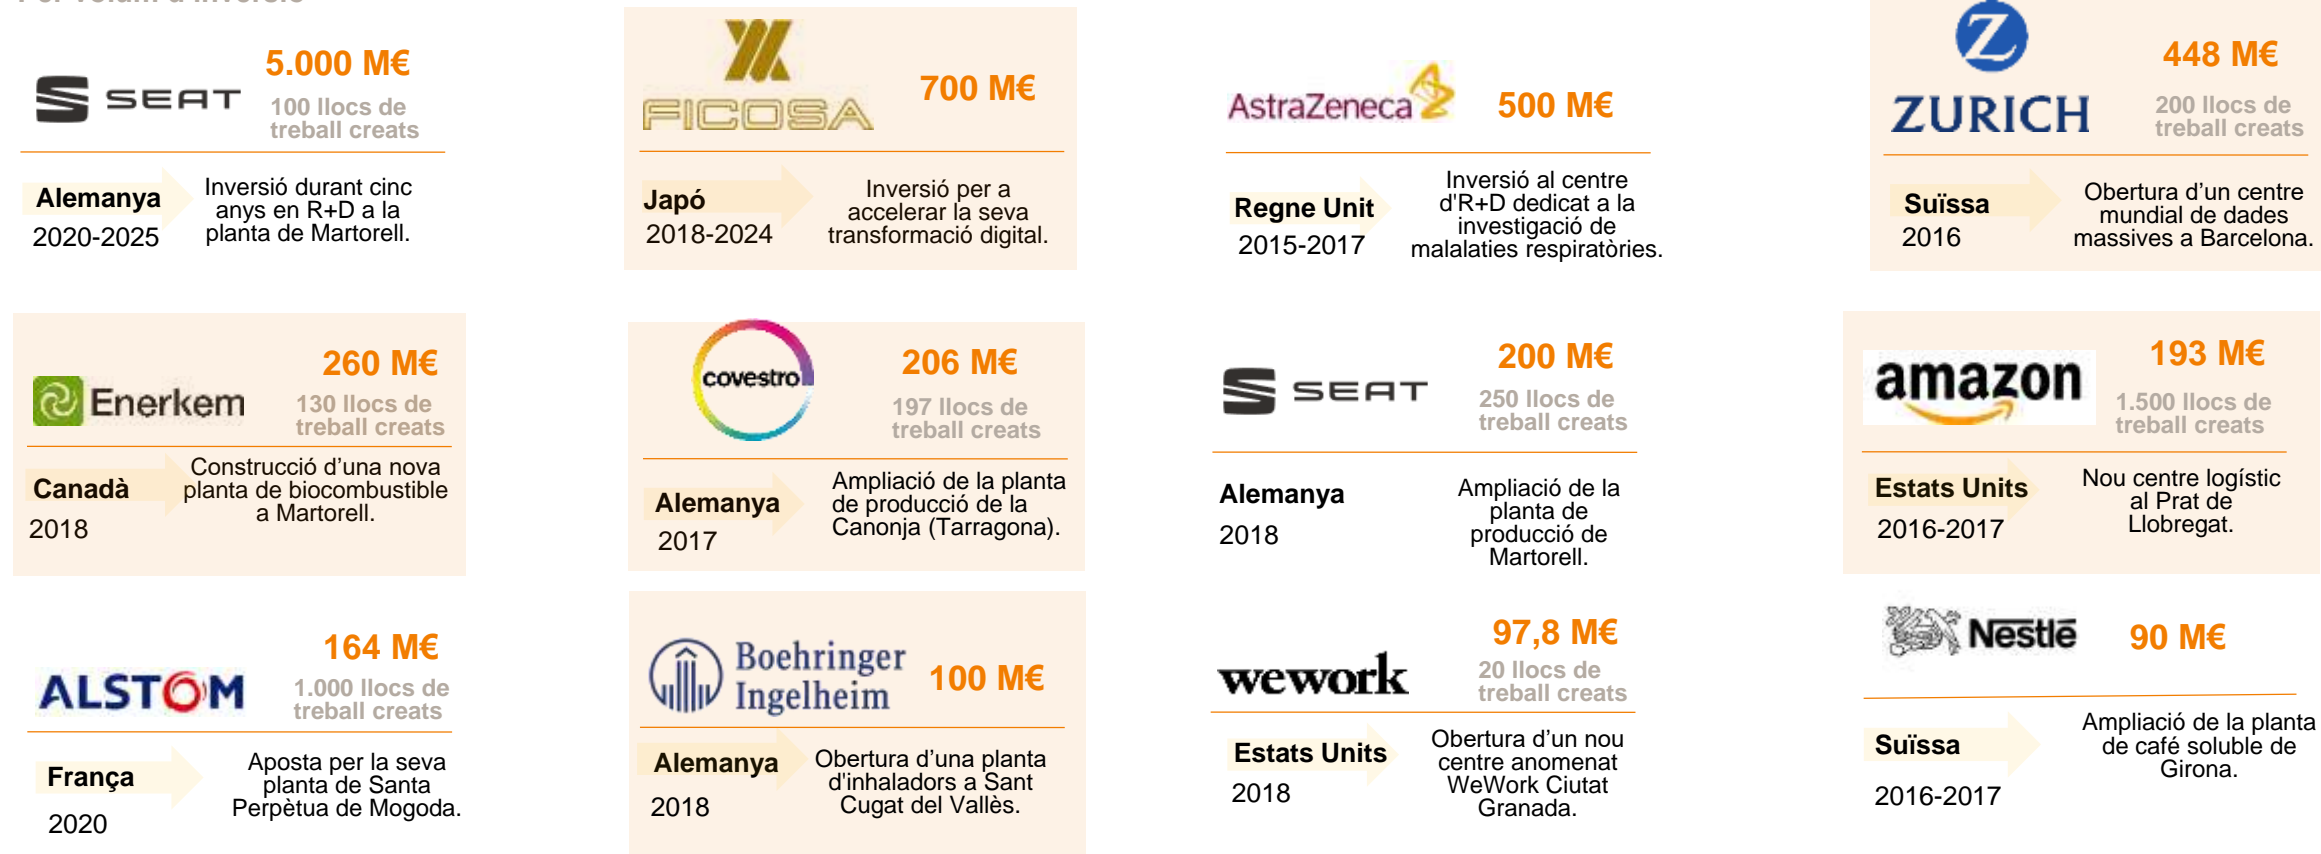 Per volum d'inversió
SEAT
5.000 M€
100 llocs de
treball creats
Alemanya
2020-2025
Inversió durant cinc
anys en R+D a la
planta de Martorell.
FICOSA
700 M€
Japó
2018-2024
Inversió per a
accelerar la seva
transformació digital.
AstraZeneca
500 M€
Regne Unit
2015-2017
Inversió al centre
d'R+D dedicat a la
investigació de
malalaties respiratòries.
Z
ZURICH
448 M€
200 llocs de
treball creats
Suïssa
2016
Obertura d’un centre
mundial de dades
massives a Barcelona.
Enerkem
260 M€
130 llocs de
treball creats
Canadà
2018
Construcció d’una nova
planta de biocombustible
a Martorell.
covestro
206 M€
197 llocs de
treball creats
Alemanya
2017
Ampliació de la planta
de producció de la
Canonja (Tarragona).
SEAT
200 M€
250 llocs de
treball creats
Alemanya
2018
Ampliació de la
planta de
producció de
Martorell.
amazon
193 M€
1.500 llocs de
treball creats
Estats Units
2016-2017
Nou centre logístic
al Prat de
Llobregat.
ALSTOM
164 M€
1.000 llocs de
treball creats
França
2020
Aposta per la seva
planta de Santa
Perpètua de Mogoda.
Boehringer
Ingelheim
100 M€
Alemanya
2018
Obertura d’una planta
d'inhaladors a Sant
Cugat del Vallès.
wework
97,8 M€
20 llocs de
treball creats
Estats Units
2018
Obertura d’un nou
centre anomenat
WeWork Ciutat
Granada.
Nestlé
90 M€
Suïssa
2016-2017
Ampliació de la planta
de café soluble de
Girona.